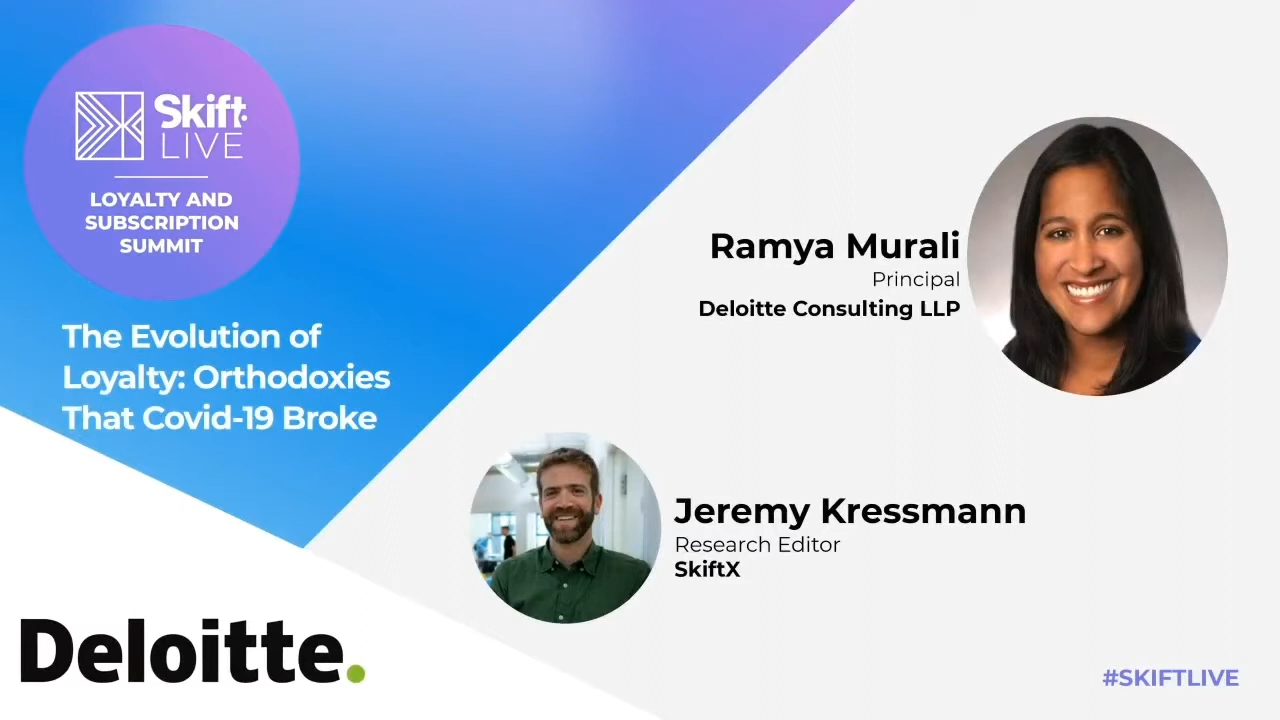 Skift
LIVE
LOYALTY AND
SUBSCRIPTION
SUMMIT
The Evolution of
Loyalty: Orthodoxies
That Covid-19 Broke
Ramya Murali
Principal
Deloitte Consulting LLP
Jeremy Kressmann
Research Editor
SkiftX
Deloitte.
#SKIFTLIVE